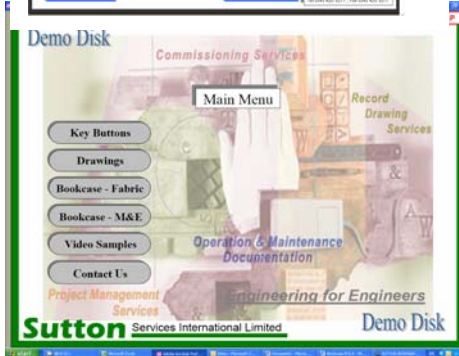 Demo Disk
Commissioning Services
Main Menu
Record
Drawing
Services
Key Buttons
Drawings
Bookcase - Fabric
Bookcase - M&E
Video Samples
Contact Us
&
A
W
Operation & Maintenance
Documentation
Project Management
Services
Engineering for Engineers
Sutton Services International Limited
Demo Disk